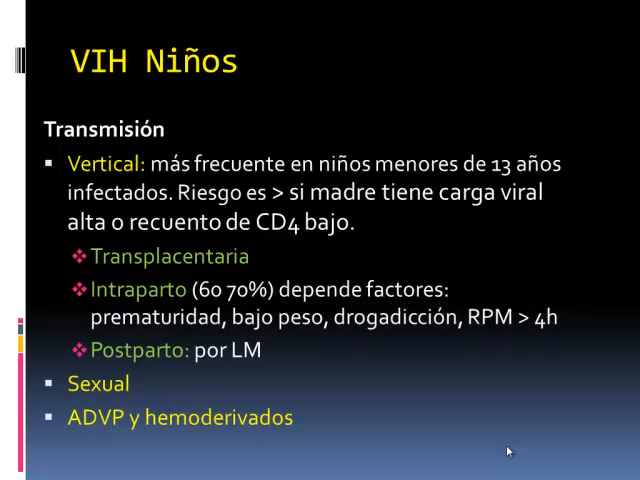 VIH Niños
Transmisión
Vertical: más frecuente en niños menores de 13 años
infectados. Riesgo es > si madre tiene carga viral
alta o recuento de CD4 bajo.
Transplacentaria
Intraparto (60 70%) depende factores:
prematuridad, bajo peso, drogadicción, RPM > 4h
Postparto: por LM
Sexual
ADVP y hemoderivados